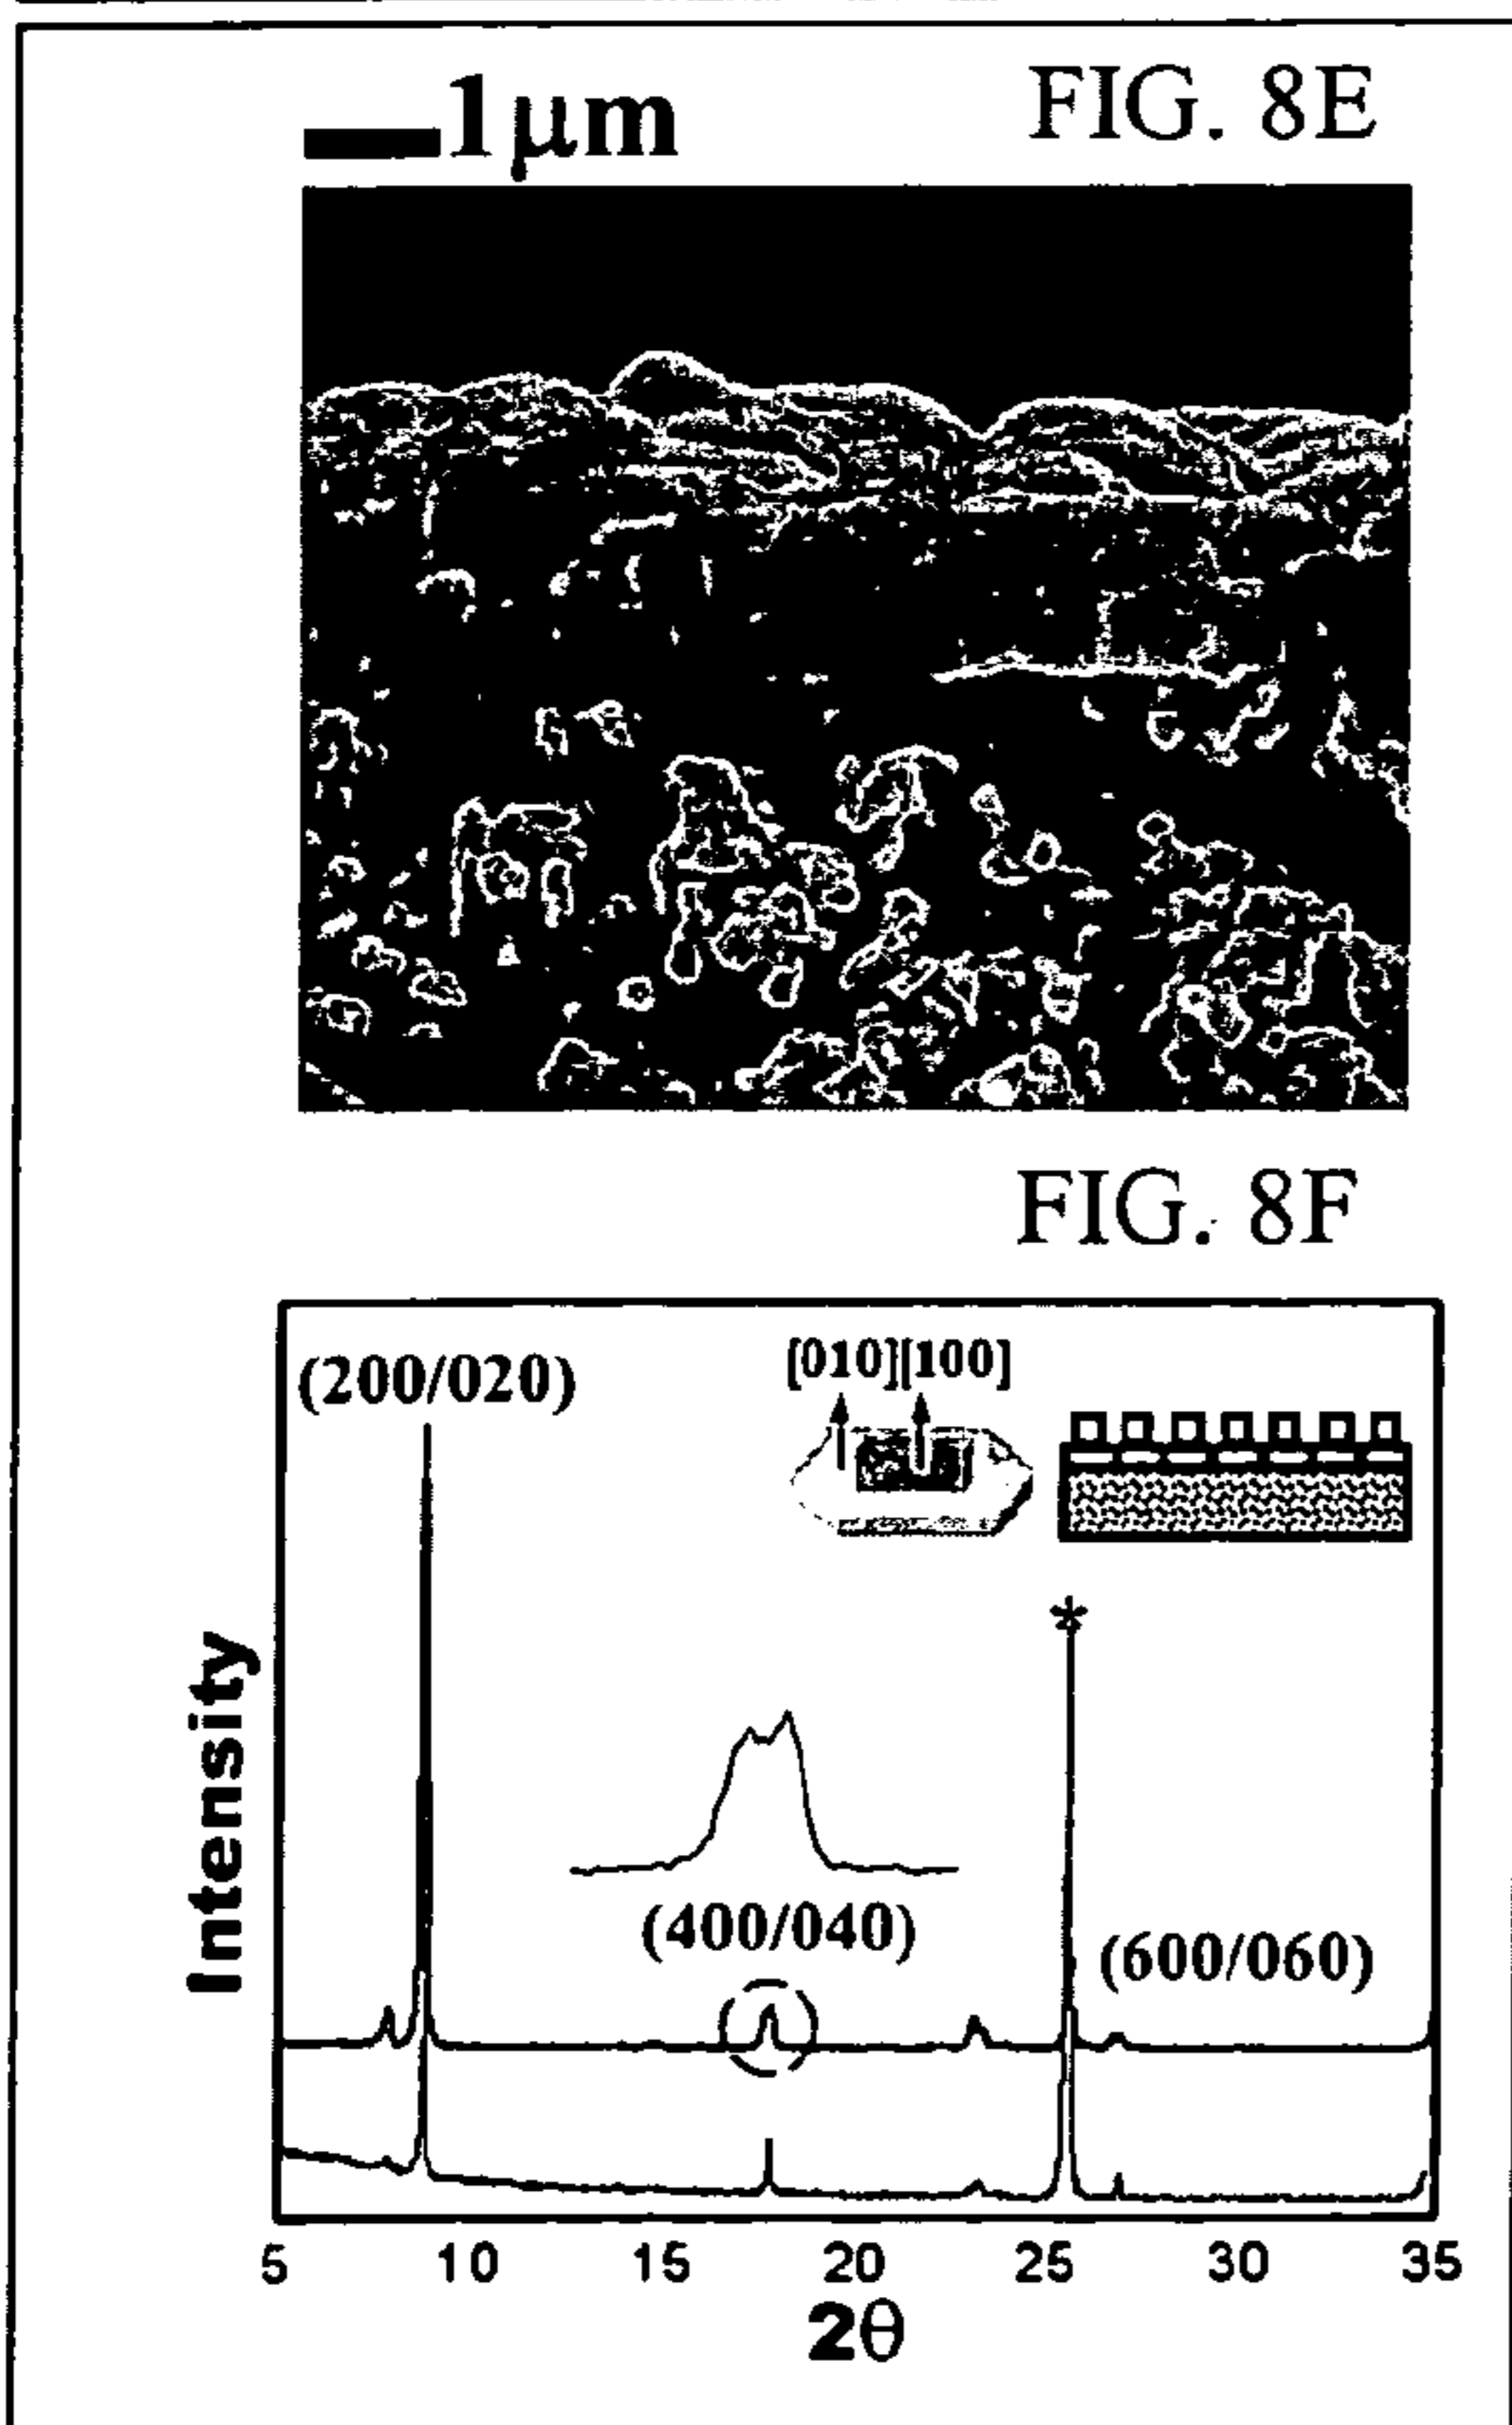 1μm
FIG. 8E
FIG. 8F
(200/020)
[010][100]
*
(400/040)
(600/060)
Intensity
5 10 15 20 25 30 35
2θ